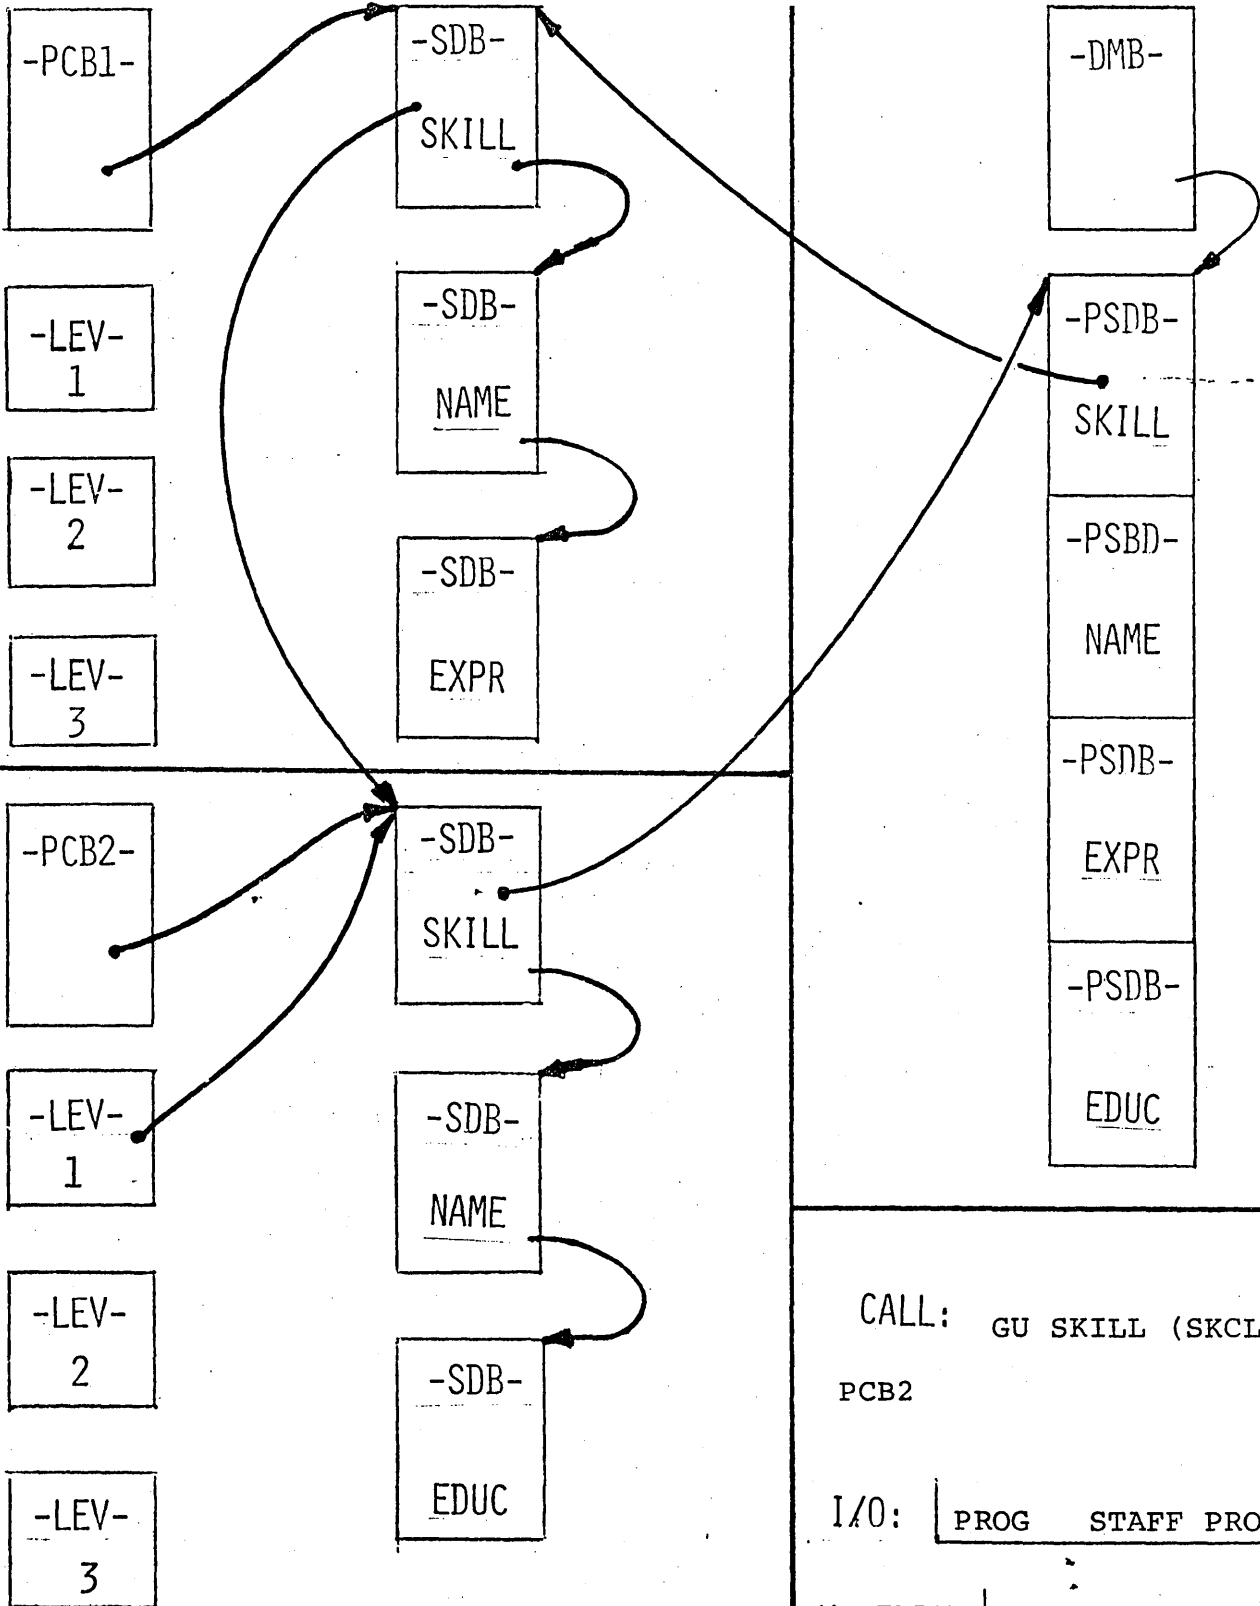 -PCB1-
-LEV-
1
-LEV-
2
-LEV-
3
-SDB-
SKILL
-SDB-
NAME
-SDB-
EXPR
-PCB2-
-LEV-
1
-LEV-
2
-LEV-
3
-SDB-
SKILL
-SDB-
NAME
-SDB-
EDUC
-DMB-
-PSDB-
SKILL
-PSBD-
NAME
-PSDB-
EXPR
-PSDB-
EDUC
CALL: GU SKILL (SKCL
PCB2
I/O: PROG STAFF PRO